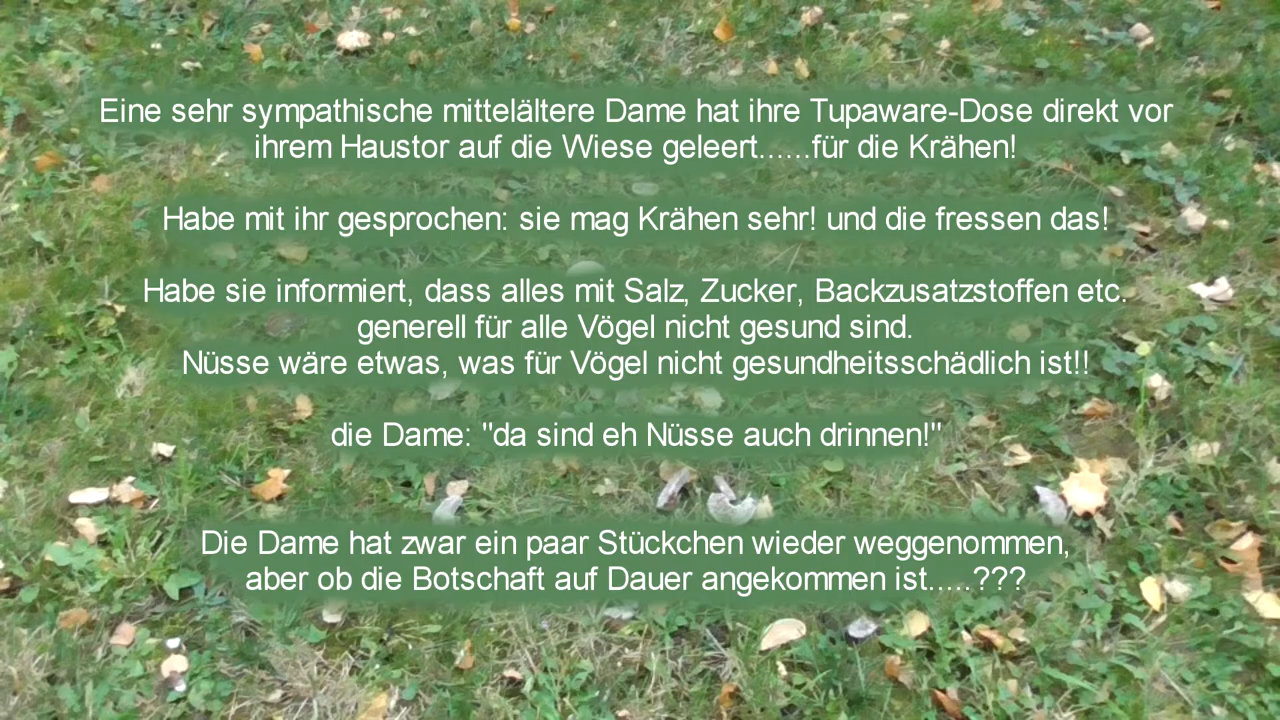 Eine sehr sympathische mittelältere Dame hat ihre Tupaware-Dose direkt vor
ihrem Haustor auf die Wiese geleert......für die Krähen!
Habe mit ihr gesprochen: sie mag Krähen sehr! und die fressen das!
Habe sie informiert, dass alles mit Salz, Zucker, Backzusatzstoffen etc.
generell für alle Vögel nicht gesund sind.
Nüsse wäre etwas, was für Vögel nicht gesundheitsschädlich ist!!
die Dame: "da sind eh Nüsse auch drinnen!"
Die Dame hat zwar ein paar Stückchen wieder weggenommen,
aber ob die Botschaft auf Dauer angekommen ist.....???